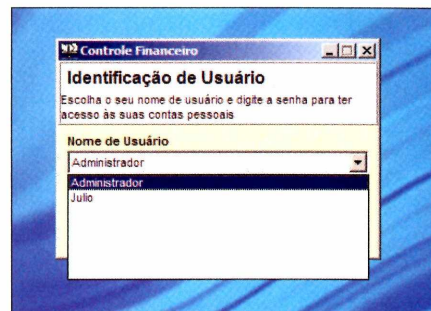 Controle Financeiro
Identificação de Usuário
Escolha o seu nome de usuário e digite a senha para ter
acesso às suas contas pessoais
Nome de Usuário
Administrador
Administrador
Julio